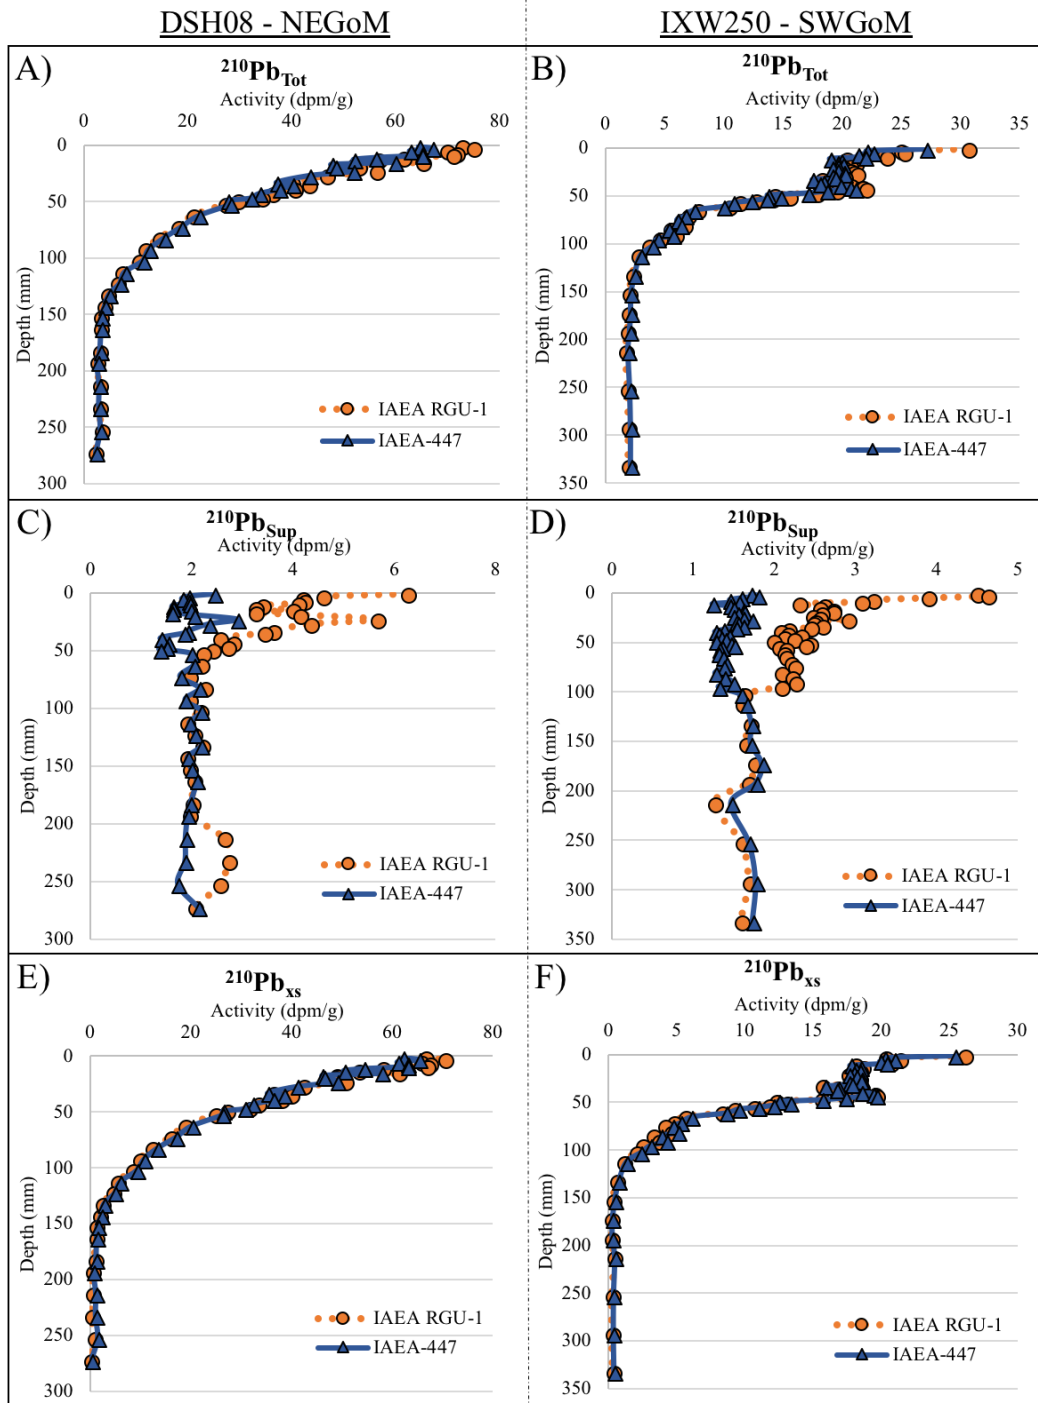 DSH08 - NEGoM
IXW250 - SWGoM
A)
210PbTot
Activity (dpm/g)
0 20 40 60 80
0
50
100
150
200
250
300
Depth (mm)
IAEA RGU-1
IAEA-447
B)
210PbTot
Activity (dpm/g)
0 5 10 15 20 25 30 35
0
50
100
150
200
250
300
350
Depth (mm)
IAEA RGU-1
IAEA-447
C)
210PbSup
Activity (dpm/g)
0 2 4 6 8
0
50
100
150
200
250
300
Depth (mm)
IAEA RGU-1
IAEA-447
D)
210PbSup
Activity (dpm/g)
0 1 2 3 4 5
0
50
100
150
200
250
300
350
Depth (mm)
IAEA RGU-1
IAEA-447
E)
210Pbxs
Activity (dpm/g)
0 20 40 60 80
0
50
100
150
200
250
300
Depth (mm)
IAEA RGU-1
IAEA-447
F)
210Pbxs
Activity (dpm/g)
0 5 10 15 20 25 30
0
50
100
150
200
250
300
350
Depth (mm)
IAEA RGU-1
IAEA-447